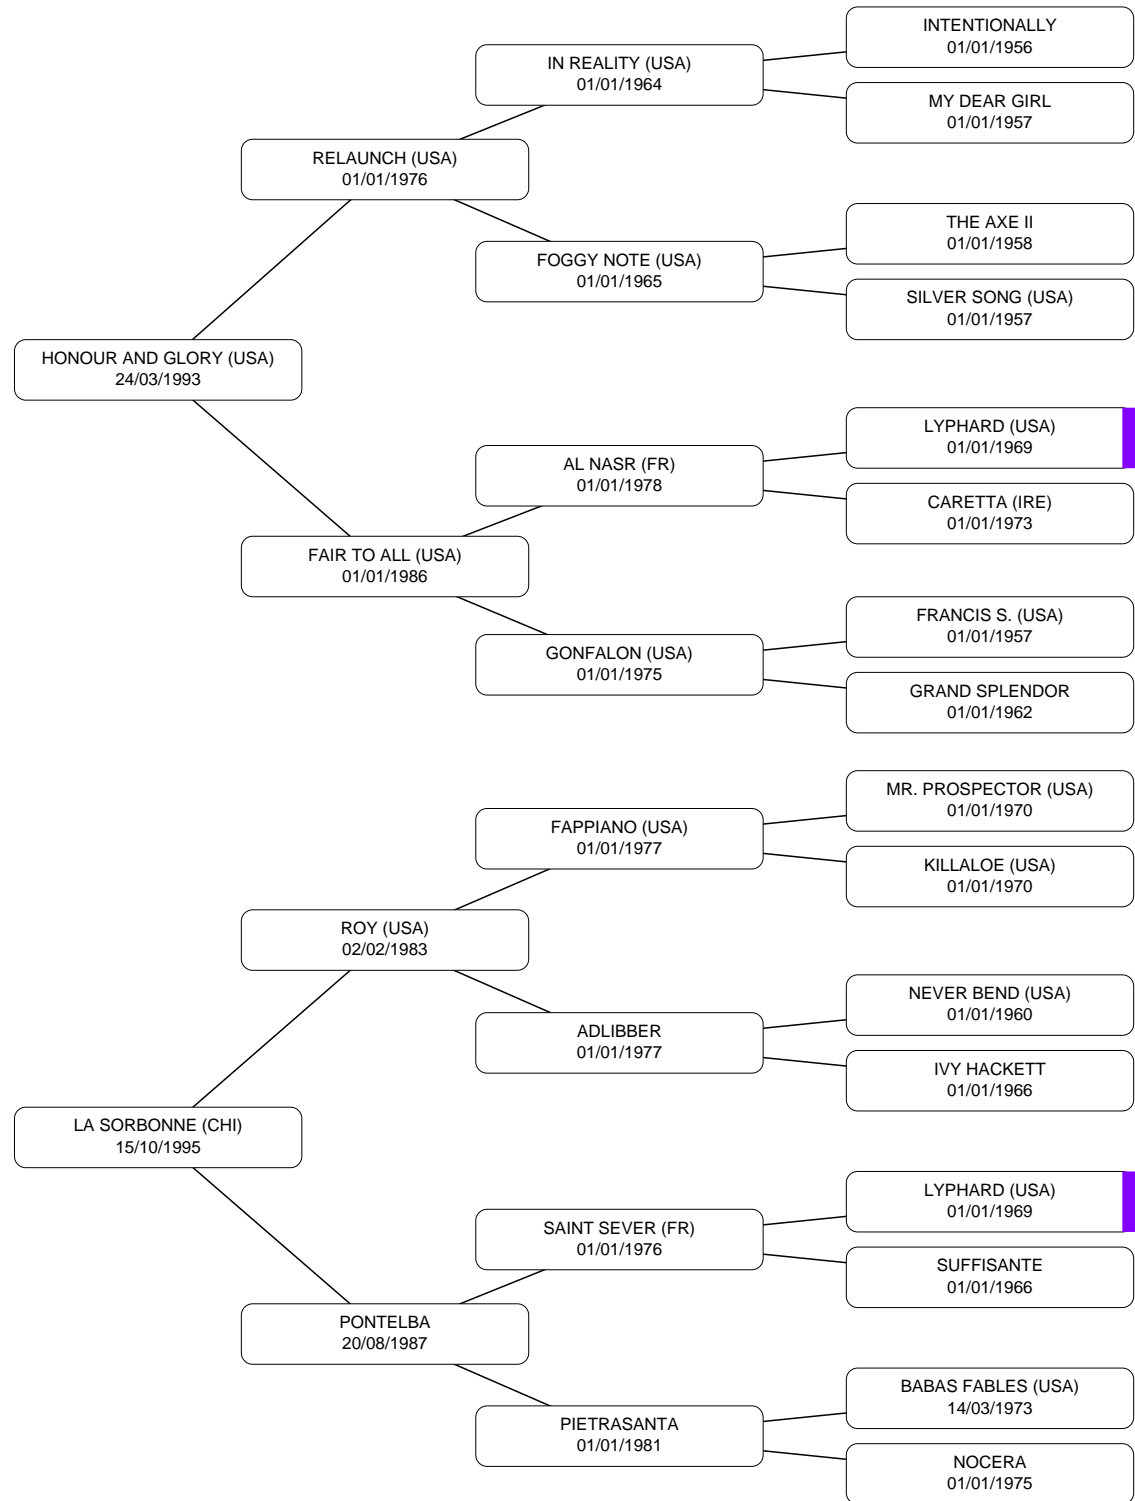 INTENTIONALLY
01/01/1956
IN REALITY (USA)
01/01/1964
MY DEAR GIRL
01/01/1957
RELAUNCH (USA)
01/01/1976
THE AXE II
01/01/1958
FOGGY NOTE (USA)
01/01/1965
SILVER SONG (USA)
01/01/1957
HONOUR AND GLORY (USA)
24/03/1993
LYPHARD (USA)
01/01/1969
AL NASR (FR)
01/01/1978
CARETTA (IRE)
01/01/1973
FAIR TO ALL (USA)
01/01/1986
FRANCIS S. (USA)
01/01/1957
GONFALON (USA)
01/01/1975
GRAND SPLENDOR
01/01/1962
MR. PROSPECTOR (USA)
01/01/1970
FAPPIANO (USA)
01/01/1977
KILLALOE (USA)
01/01/1970
ROY (USA)
02/02/1983
NEVER BEND (USA)
01/01/1960
ADLIBBER
01/01/1977
IVY HACKETT
01/01/1966
LA SORBONNE (CHI)
15/10/1995
LYPHARD (USA)
01/01/1969
SAINT SEVER (FR)
01/01/1976
SUFFISANTE
01/01/1966
PONTELBA
20/08/1987
BABAS FABLES (USA)
14/03/1973
PIETRASANTA
01/01/1981
NOCERA
01/01/1975